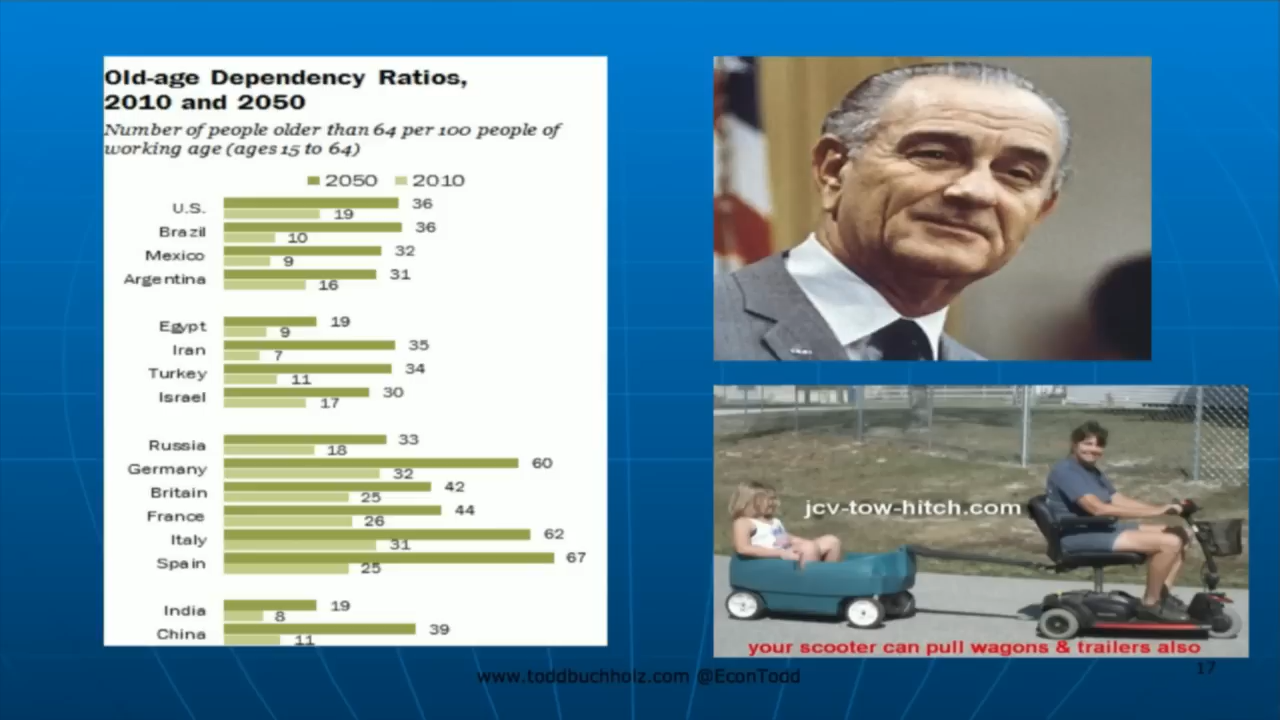 Old-age Dependency Ratios,
2010 and 2050
Number of people older than 64 per 100 people of
working age (ages 15 to 64)
2050 2010
U.S. 36
19
Brazil 36
10
Mexico 32
9
Argentina 31
16
Egypt 19
9
Iran 35
7
Turkey 34
11
Israel 30
17
Russia 33
18
Germany 60
32
Britain 42
25
France 44
26
Italy 62
31
Spain 67
25
India 19
8
China 39
11
jcv-tow-hitch.com
your scooter can pull wagons & trailers also
www.toddbuchholz.com @EconTodd
17